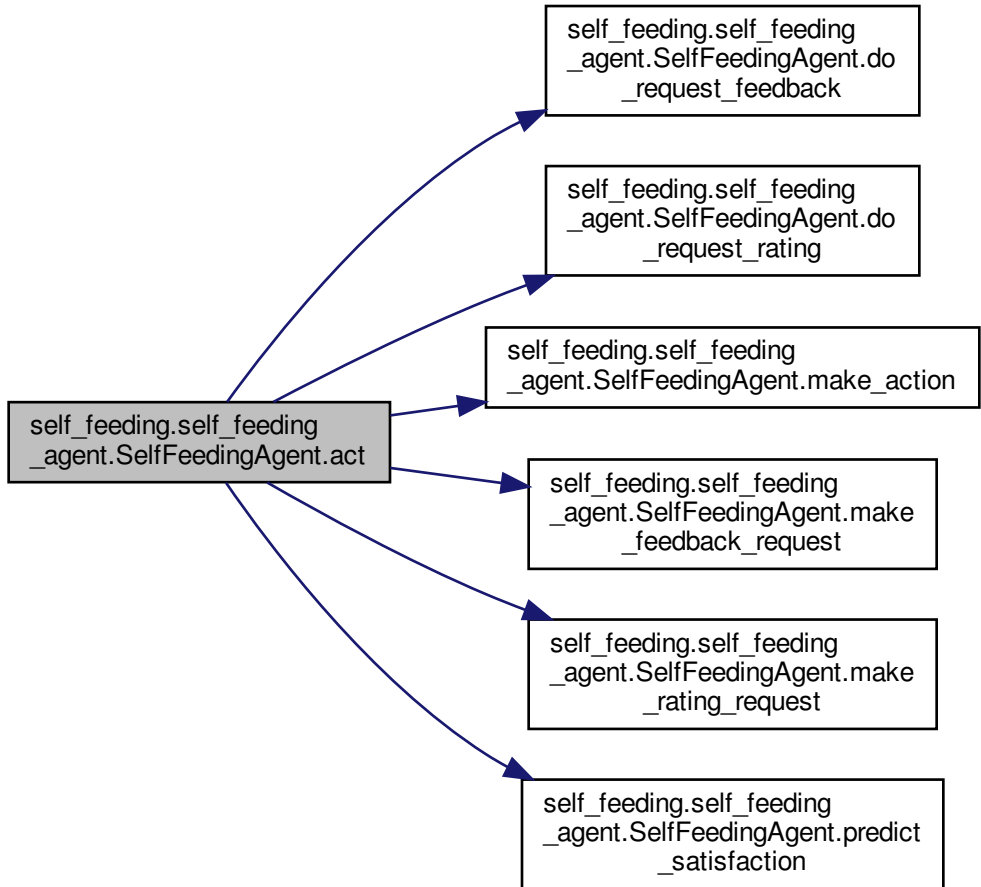 self_feeding.self_feeding
_agent.SelfFeedingAgent.do
_request_feedback
self_feeding.self_feeding
_agent.SelfFeedingAgent.do
_request_rating
self_feeding.self_feeding
_agent.SelfFeedingAgent.make_action
self_feeding.self_feeding
_agent.SelfFeedingAgent.act
self_feeding.self_feeding
_agent.SelfFeedingAgent.make
_feedback_request
self_feeding.self_feeding
_agent.SelfFeedingAgent.make
_rating_request
self_feeding.self_feeding
_agent.SelfFeedingAgent.predict
_satisfaction